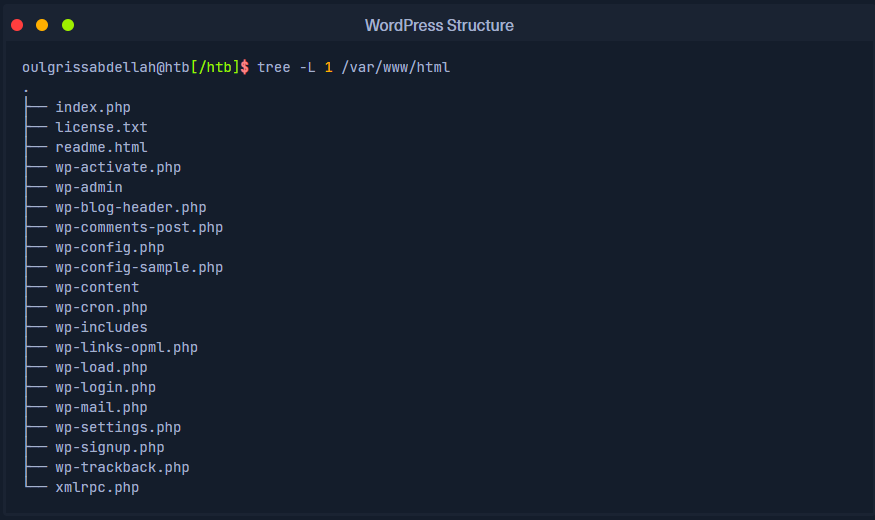 WordPress Structure
oulgrissabdellah@htb[/htb]$ tree -L 1 /var/www/html
.
├── index.php
├── license.txt
├── readme.html
├── wp-activate.php
├── wp-admin
├── wp-blog-header.php
├── wp-comments-post.php
├── wp-config.php
├── wp-config-sample.php
├── wp-content
├── wp-cron.php
├── wp-includes
├── wp-links-opml.php
├── wp-load.php
├── wp-login.php
├── wp-mail.php
├── wp-settings.php
├── wp-signup.php
├── wp-trackback.php
└── xmlrpc.php